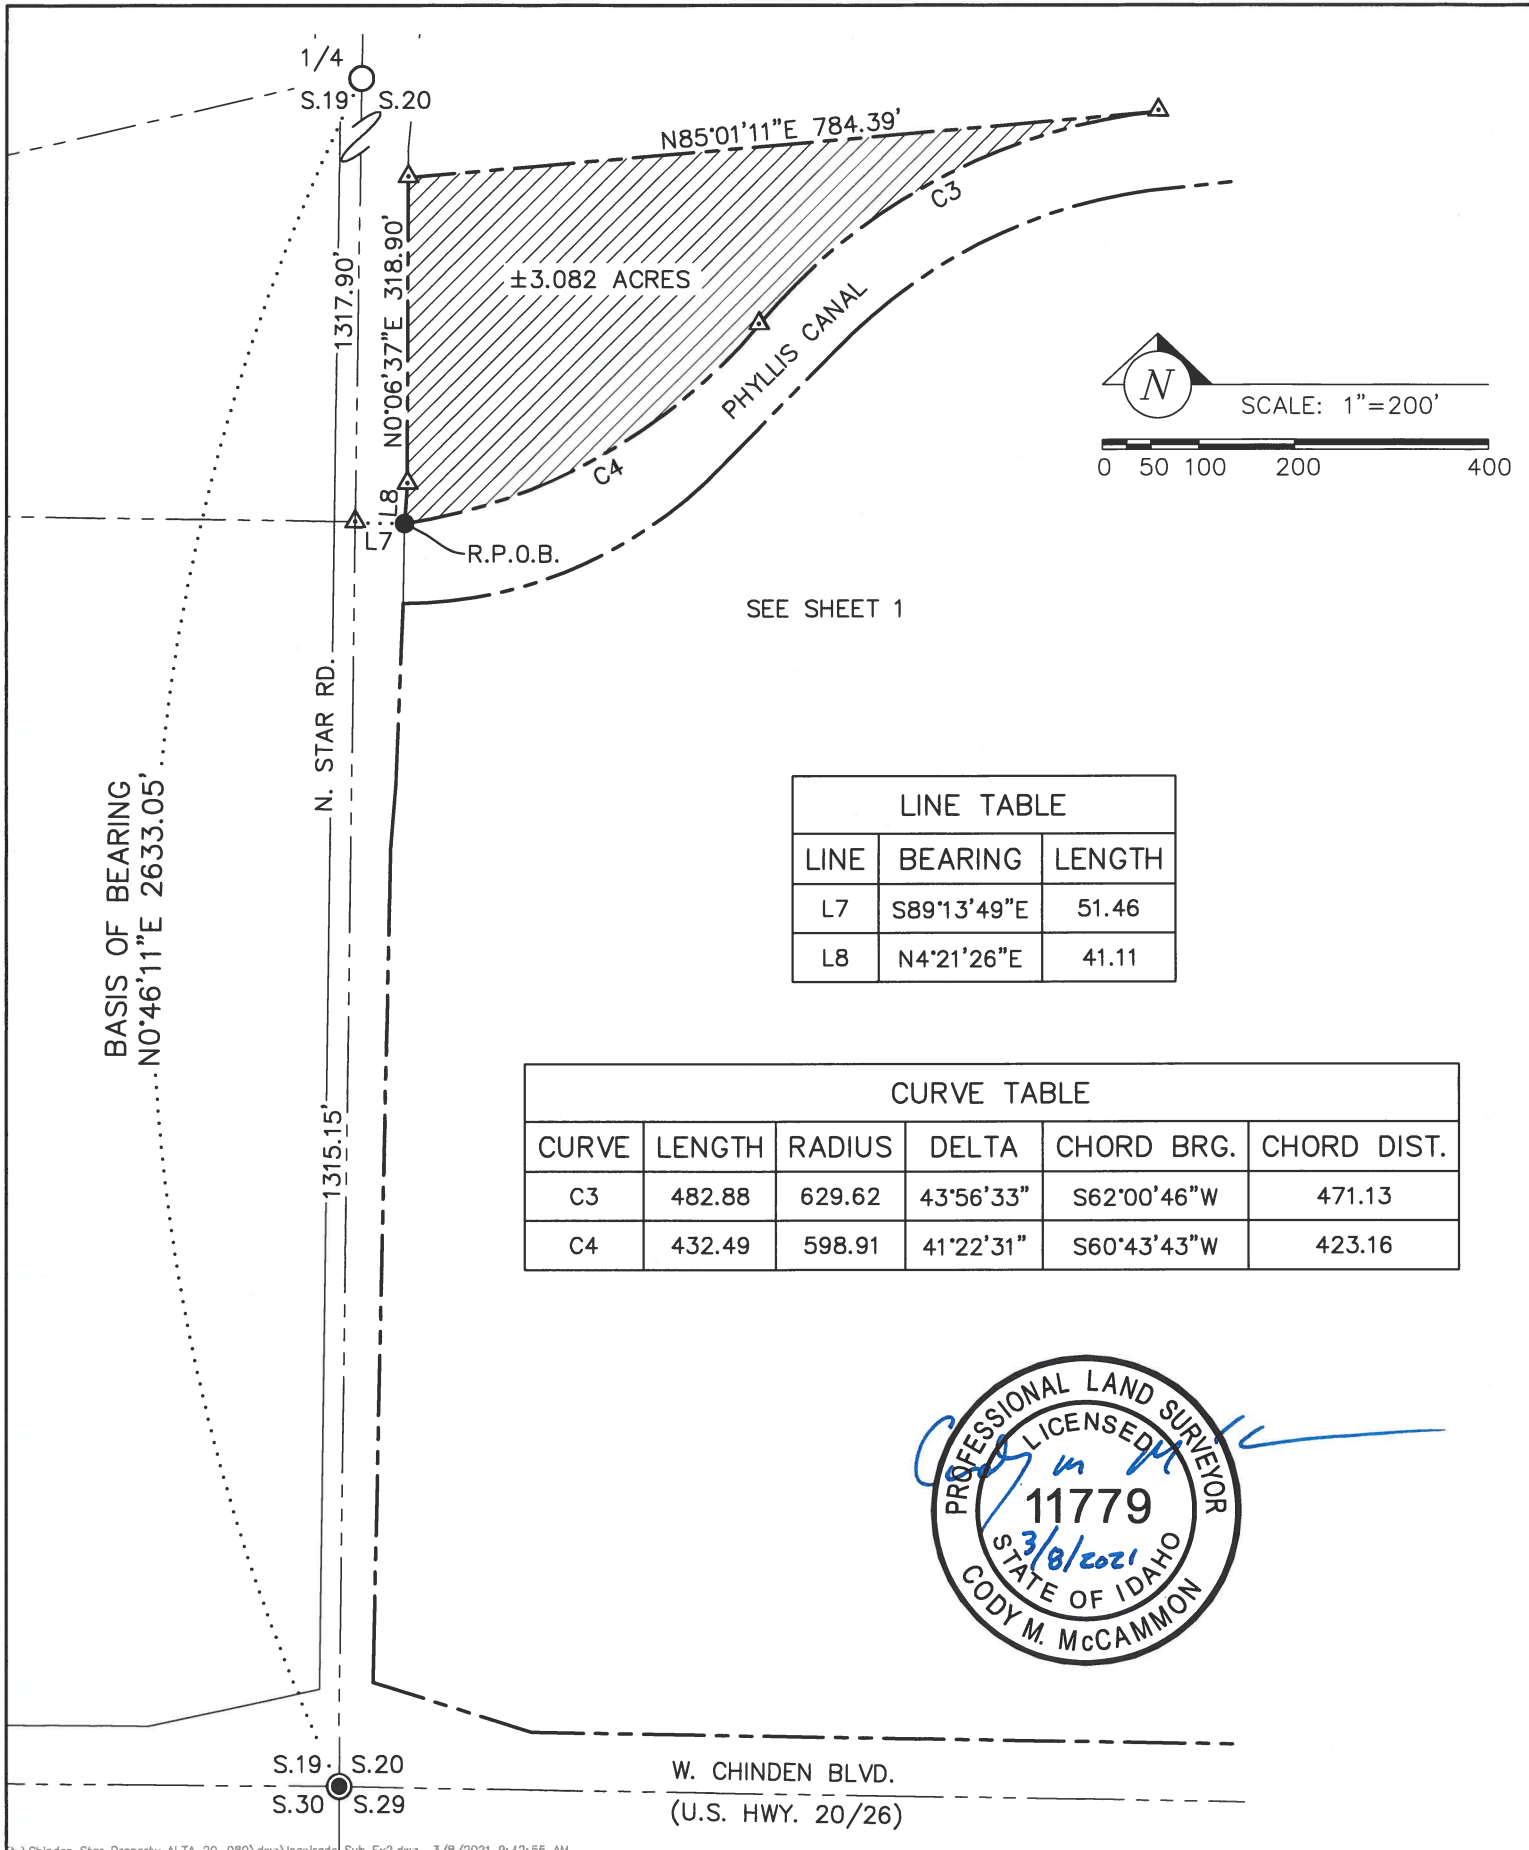 1/4
S.19 S.20
N85°01'11"E 784.39'
C3
1317.90'
N0°06'37"E 318.90'
±3.082 ACRES
PHYLLIS CANAL
N
SCALE: 1"=200'
0 50 100 200 400
C4
L8
L7
R.P.O.B.
SEE SHEET 1
N. STAR RD.
BASIS OF BEARING
N0°46'11"E 2633.05'
1315.15'
LINE TABLE
LINE BEARING LENGTH
L7 S89°13'49"E 51.46
L8 N4°21'26"E 41.11
CURVE TABLE
CURVE LENGTH RADIUS DELTA CHORD BRG. CHORD DIST.
C3 482.88 629.62 43°56'33" S62°00'46"W 471.13
C4 432.49 598.91 41°22'31" S60°43'43"W 423.16
PROFESSIONAL LAND SURVEYOR
LICENSED
11779
3/8/2021
STATE OF IDAHO
CODY M. McCAMMON
S.19 S.20
S.30 S.29
W. CHINDEN BLVD.
(U.S. HWY. 20/26)